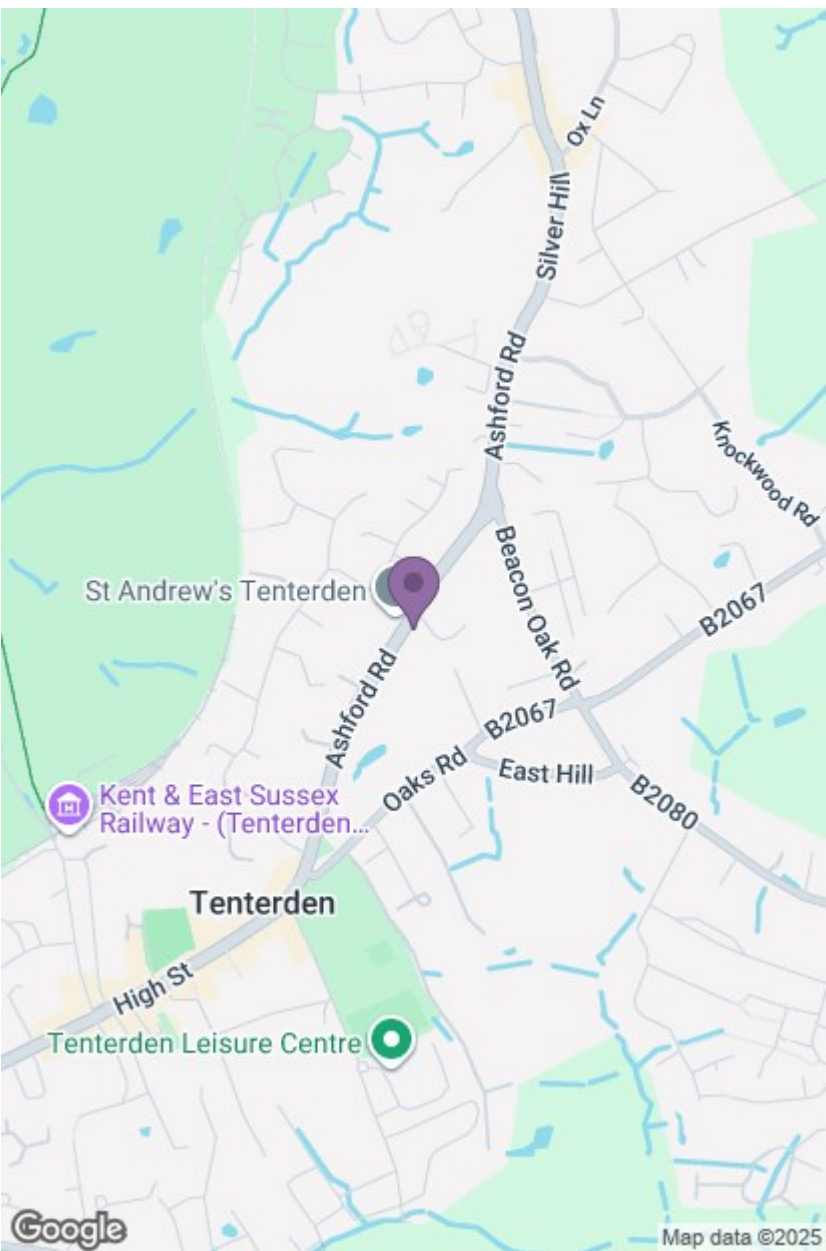 Ox Ln
Silver Hill
Ashford Rd
Knockwood Rd
Beacon Oak Rd
St Andrew's Tenterden
B2067
Ashford Rd
B2067
Oaks Rd
East Hill
B2080
Kent & East Sussex
Railway - (Tenterden...
Tenterden
High St
Tenterden Leisure Centre
Google
Map data ©2025